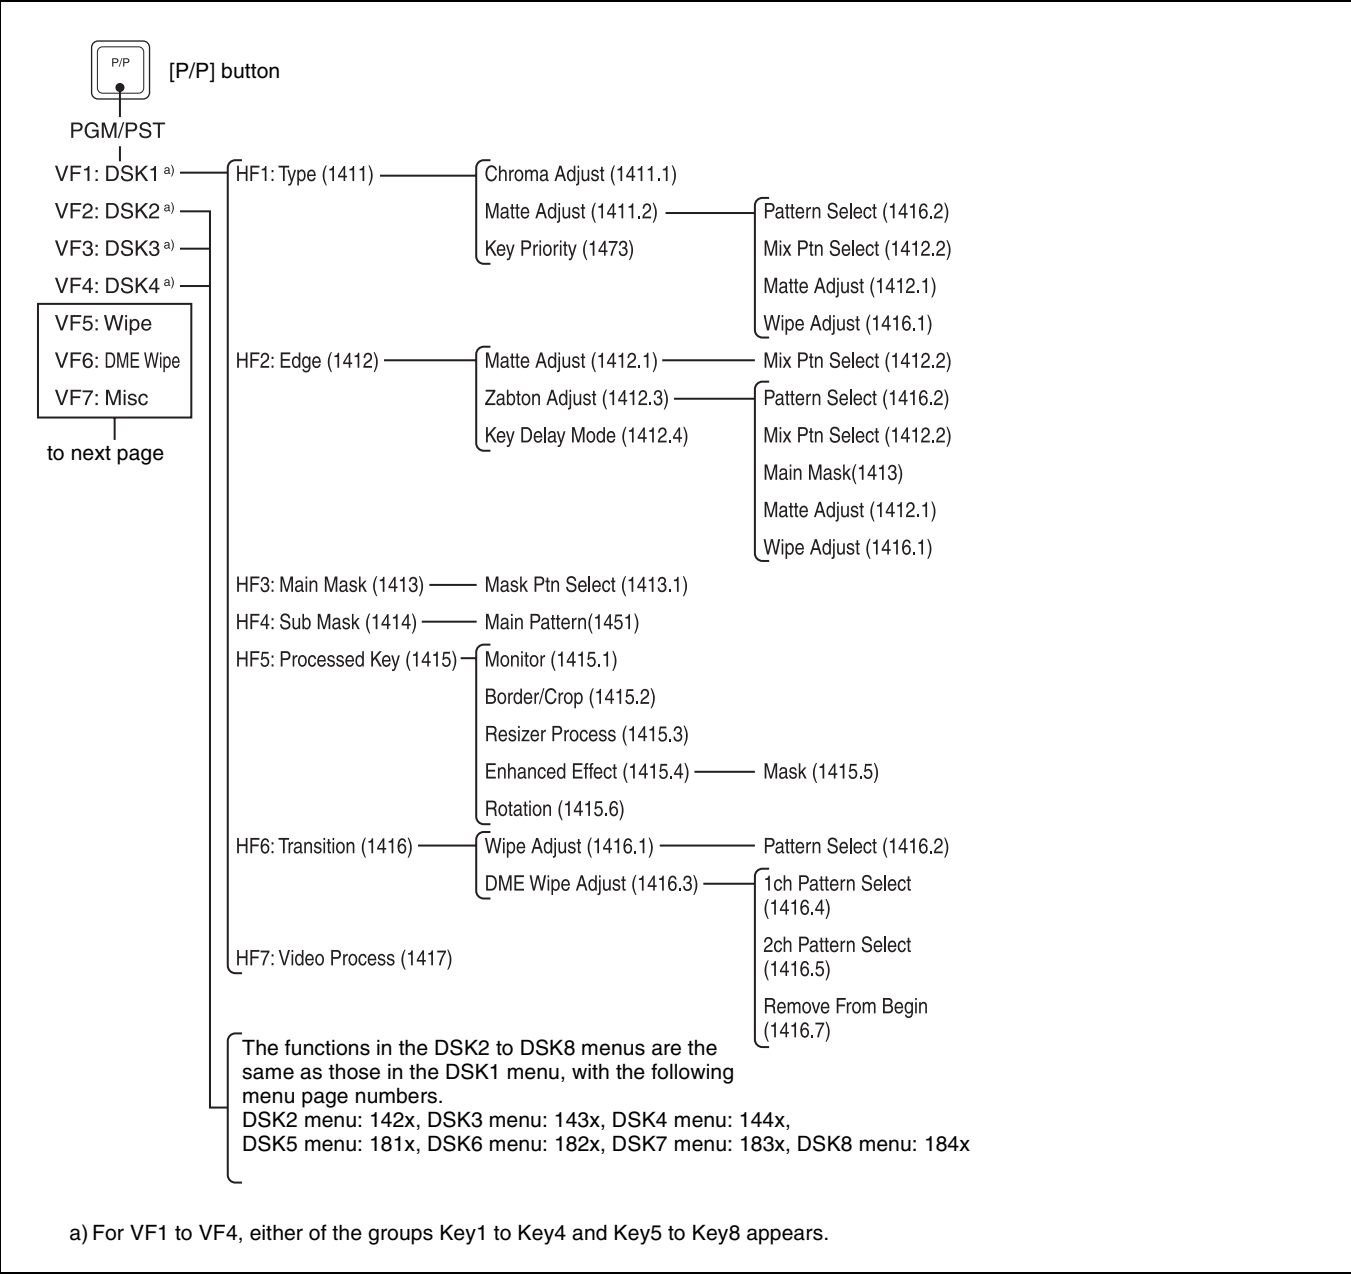 P/P
[P/P] button
PGM/PST
VF1: DSK1 a)
HF1: Type (1411)
Chroma Adjust (1411.1)
VF2: DSK2 a)
Matte Adjust (1411.2)
Pattern Select (1416.2)
VF3: DSK3 a)
Key Priority (1473)
Mix Ptn Select (1412.2)
VF4: DSK4 a)
Matte Adjust (1412.1)
VF5: Wipe
Wipe Adjust (1416.1)
VF6: DME Wipe
HF2: Edge (1412)
Matte Adjust (1412.1)
Mix Ptn Select (1412.2)
VF7: Misc
Zabton Adjust (1412.3)
Pattern Select (1416.2)
to next page
Key Delay Mode (1412.4)
Mix Ptn Select (1412.2)
Main Mask(1413)
Matte Adjust (1412.1)
Wipe Adjust (1416.1)
HF3: Main Mask (1413)
Mask Ptn Select (1413.1)
HF4: Sub Mask (1414)
Main Pattern(1451)
HF5: Processed Key (1415)
Monitor (1415.1)
Border/Crop (1415.2)
Resizer Process (1415.3)
Enhanced Effect (1415.4)
Mask (1415.5)
Rotation (1415.6)
HF6: Transition (1416)
Wipe Adjust (1416.1)
Pattern Select (1416.2)
DME Wipe Adjust (1416.3)
1ch Pattern Select
(1416.4)
2ch Pattern Select
(1416.5)
HF7: Video Process (1417)
Remove From Begin
(1416.7)
The functions in the DSK2 to DSK8 menus are the
same as those in the DSK1 menu, with the following
menu page numbers.
DSK2 menu: 142x, DSK3 menu: 143x, DSK4 menu: 144x,
DSK5 menu: 181x, DSK6 menu: 182x, DSK7 menu: 183x, DSK8 menu: 184x
a) For VF1 to VF4, either of the groups Key1 to Key4 and Key5 to Key8 appears.